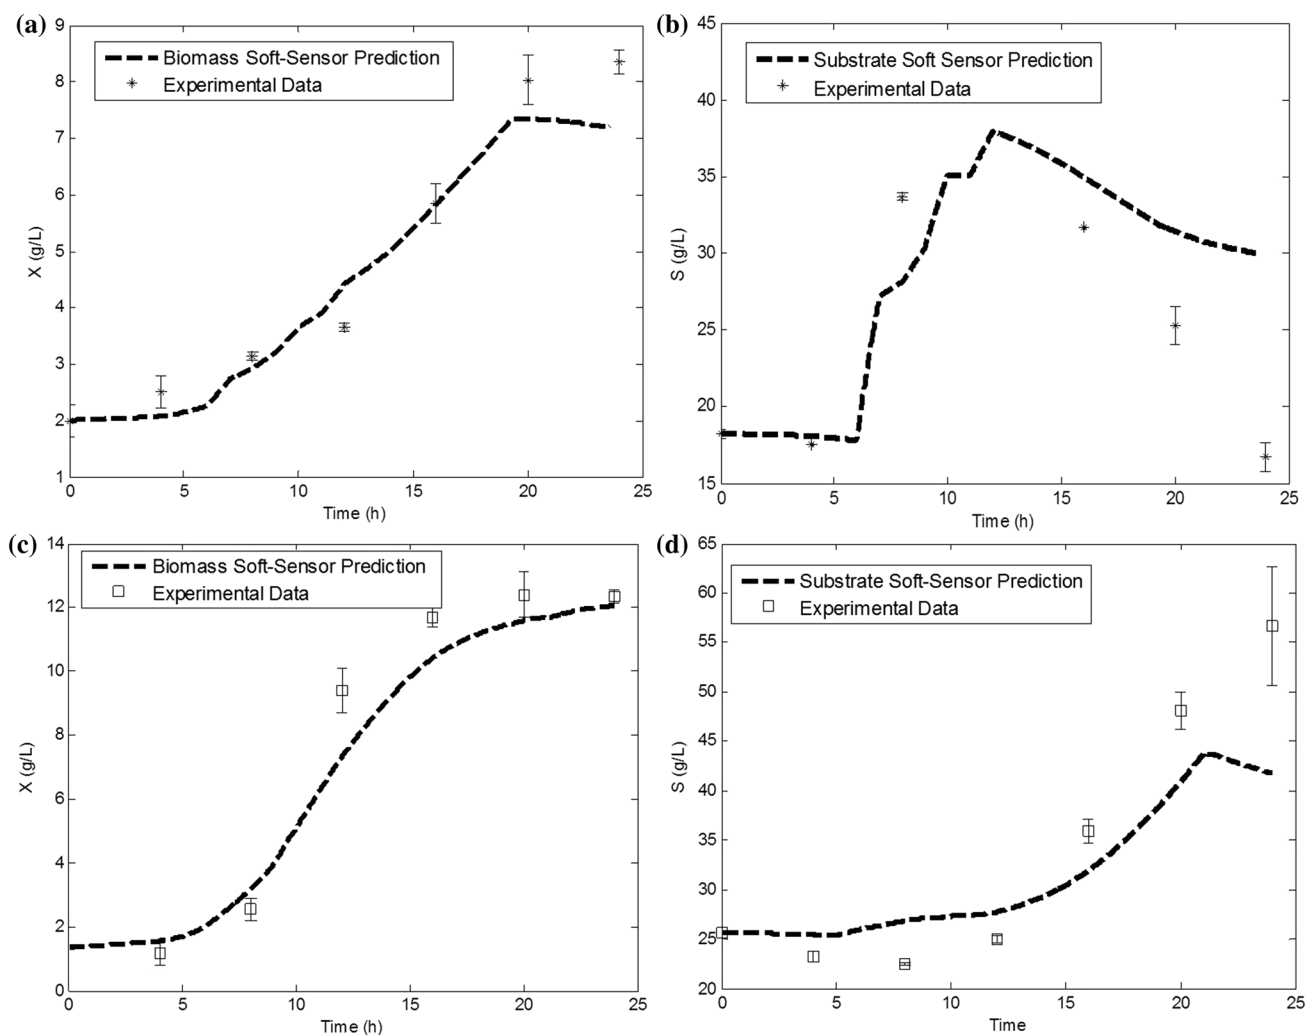 (a)
9
8
7
6
5
4
3
2
1
X (g/L)
Biomass Soft-Sensor Prediction
Experimental Data
0
5
10
15
20
25
Time (h)
(b)
45
40
35
30
25
20
15
S (g/L)
Substrate Soft Sensor Prediction
Experimental Data
0
5
10
15
20
25
Time (h)
(c)
14
12
10
8
6
4
2
0
X (g/L)
Biomass Soft-Sensor Prediction
Experimental Data
0
5
10
15
20
25
Time (h)
(d)
65
60
55
50
45
40
35
30
25
20
S (g/L)
Substrate Soft-Sensor Prediction
Experimental Data
0
5
10
15
20
25
Time